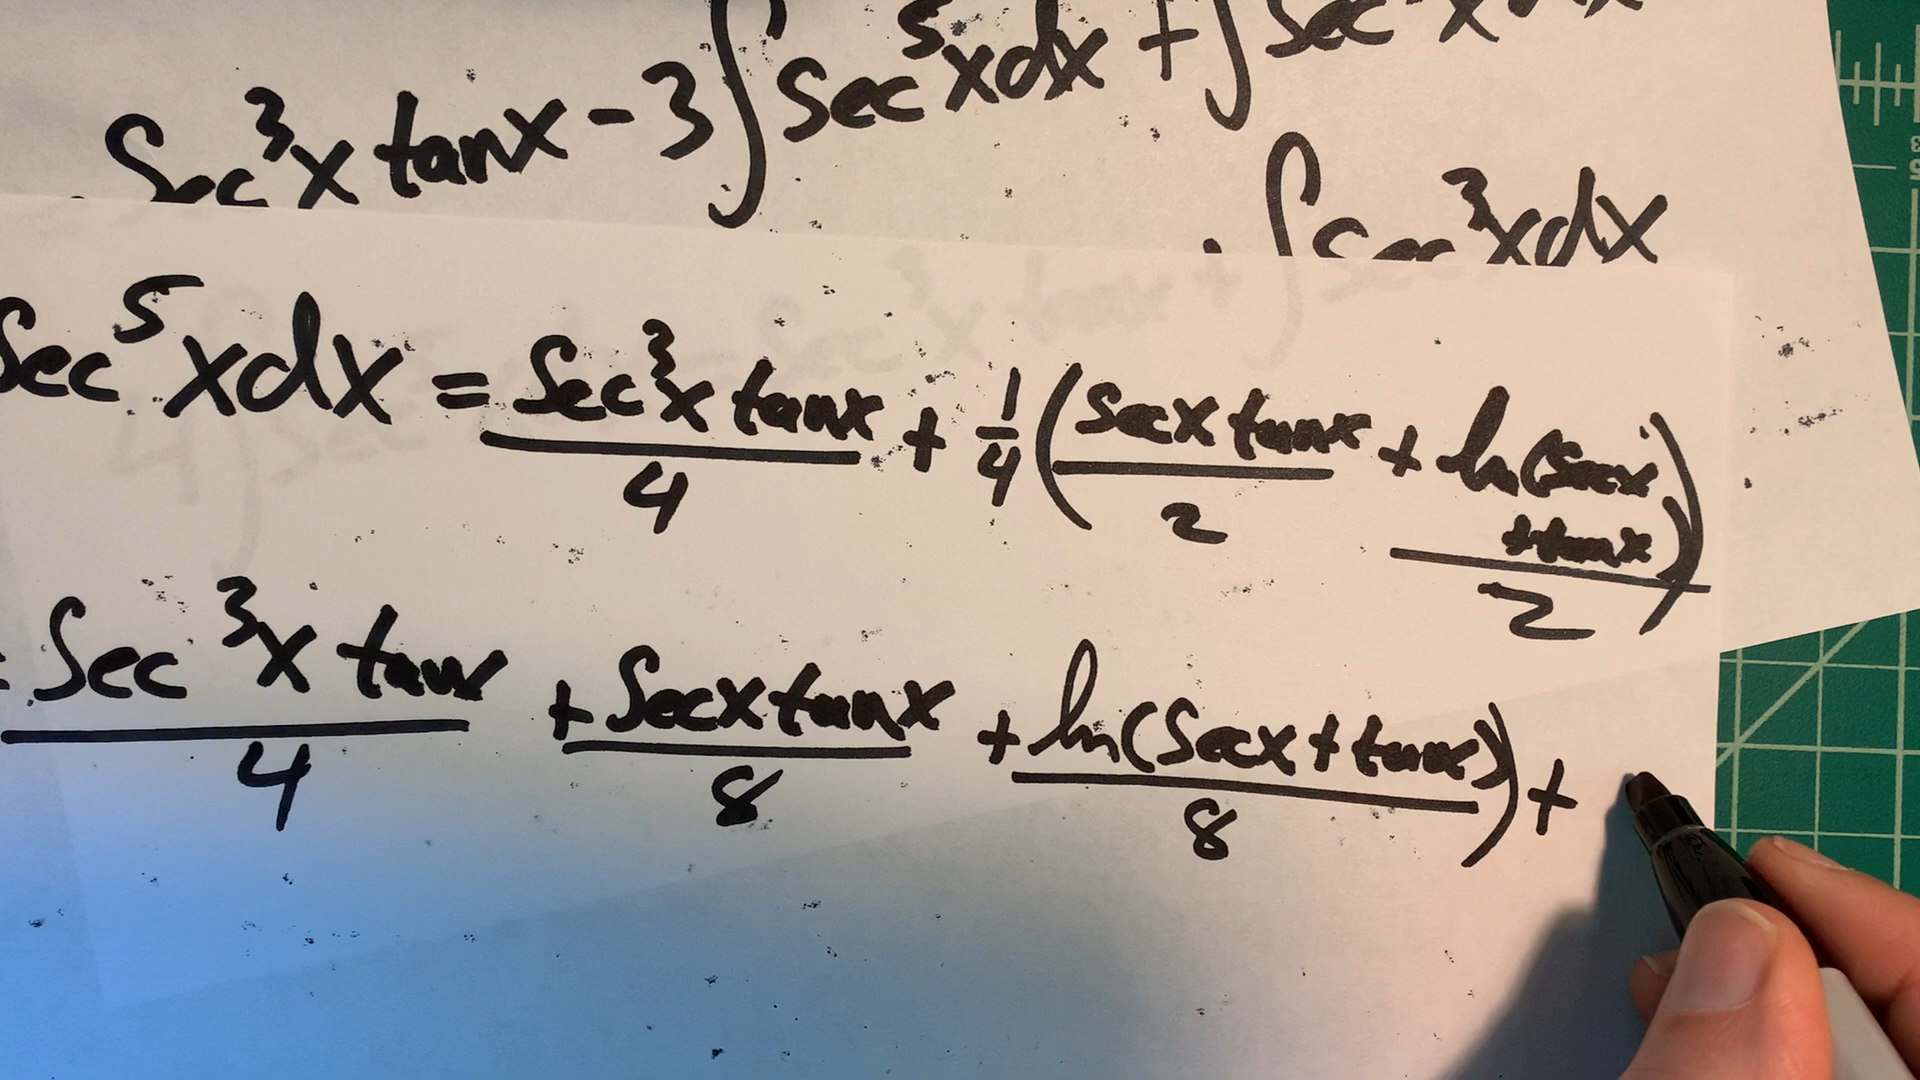 sec³x tanx - 3∫sec⁵xdx + ∫sec xdx
∫sec³xdx
sec⁵xdx = sec³x tanx / 4 + 1/4 (secx tanx / 2 + ln(secx + tanx) / 2)
= sec³x tanx / 4 + secx tanx / 8 + ln(secx + tanx) / 8 ) +